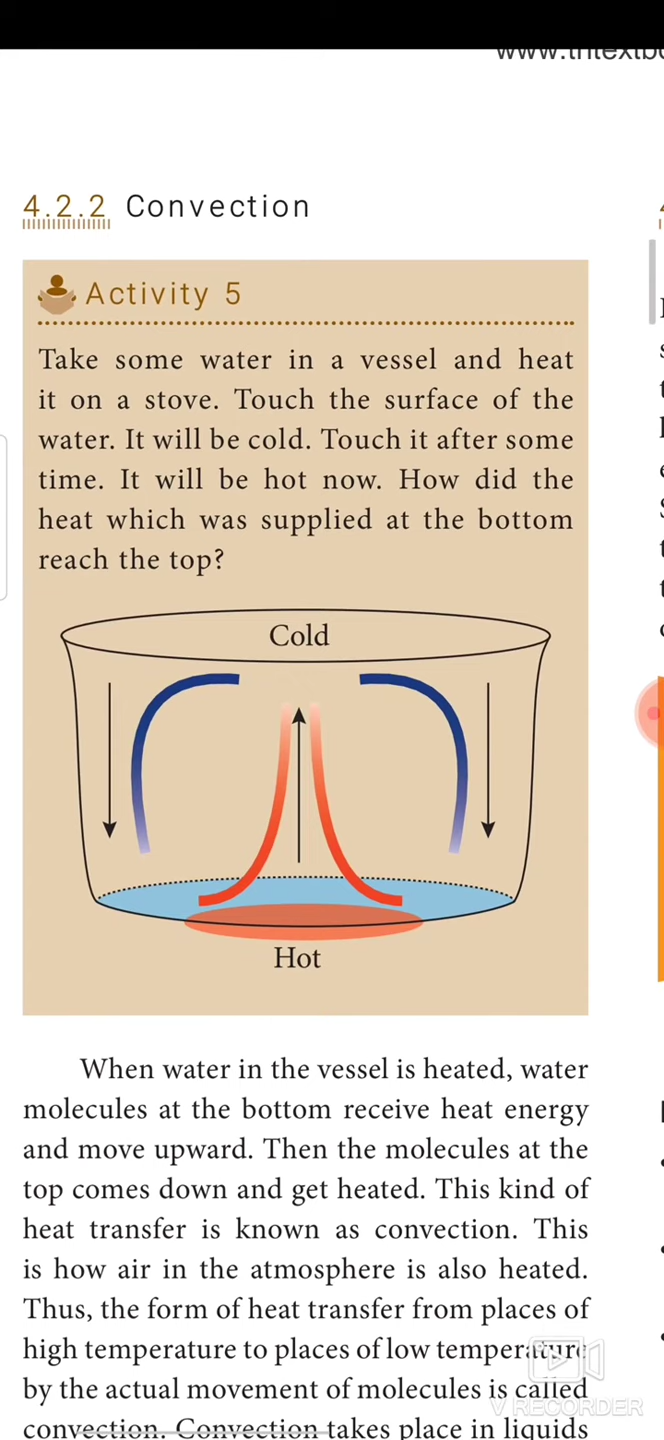 4.2.2 Convection
Activity 5
Take some water in a vessel and heat
it on a stove. Touch the surface of the
water. It will be cold. Touch it after some
time. It will be hot now. How did the
heat which was supplied at the bottom
reach the top?
Cold
Hot
When water in the vessel is heated, water
molecules at the bottom receive heat energy
and move upward. Then the molecules at the
top comes down and get heated. This kind of
heat transfer is known as convection. This
is how air in the atmosphere is also heated.
Thus, the form of heat transfer from places of
high temperature to places of low temperature
by the actual movement of molecules is called
convection. Convection takes place in liquids
V RECORDER